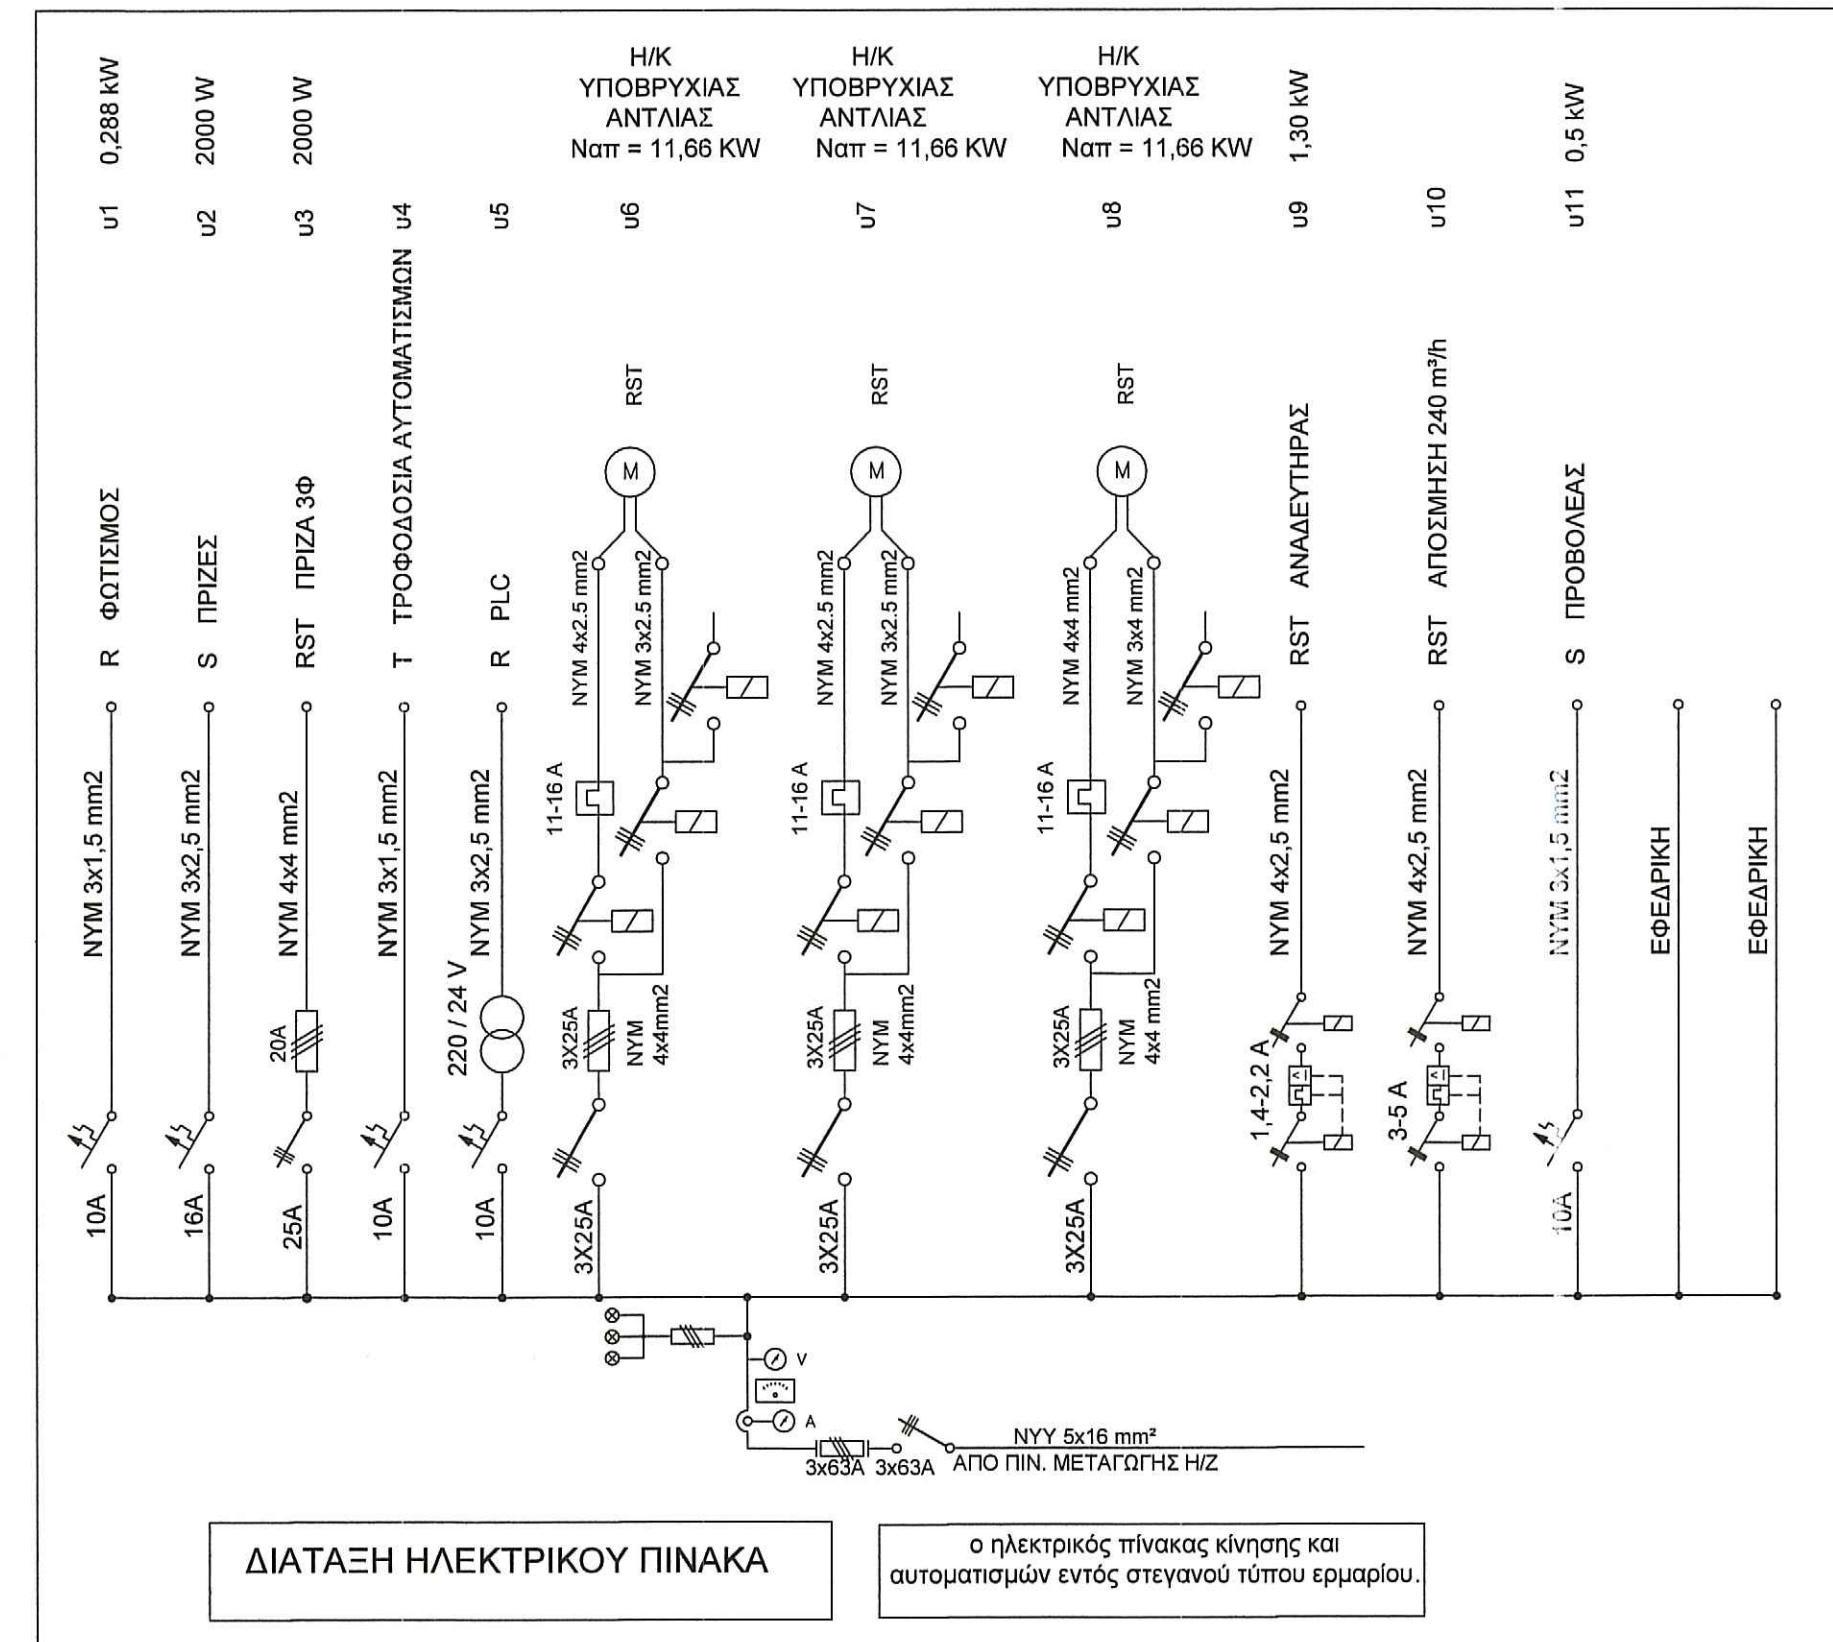 υ1 0,288 kW
υ2 2000 W
υ3 2000 W
υ4
υ5
Η/Κ
ΥΠΟΒΡΥΧΙΑΣ
ΑΝΤΛΙΑΣ
Ναπ = 11,66 KW
υ6
Η/Κ
ΥΠΟΒΡΥΧΙΑΣ
ΑΝΤΛΙΑΣ
Ναπ = 11,66 KW
υ7
Η/Κ
ΥΠΟΒΡΥΧΙΑΣ
ΑΝΤΛΙΑΣ
Ναπ = 11,66 KW
υ8
υ9 1,30 kW
υ10
υ11 0,5 kW
R ΦΩΤΙΣΜΟΣ
S ΠΡΙΖΕΣ
RST ΠΡΙΖΑ 3Φ
T ΤΡΟΦΟΔΟΣΙΑ ΑΥΤΟΜΑΤΙΣΜΩΝ
R PLC
RST
RST
RST
M
M
M
RST ΑΝΑΔΕΥΤΗΡΑΣ
RST ΑΠΟΣΜΗΣΗ 240 m³/h
S ΠΡΟΒΟΛΕΑΣ
NYM 3x1,5 mm2
NYM 3x2,5 mm2
NYM 4x4 mm2
NYM 3x1,5 mm2
NYM 3x2,5 mm2
NYM 4x2.5 mm2
NYM 3x2.5 mm2
NYM 4x2.5 mm2
NYM 3x2.5 mm2
NYM 4x4 mm2
NYM 3x4 mm2
NYM 4x2,5 mm2
NYM 4x2,5 mm2
NYM 3x1,5 mm2
ΕΦΕΔΡΙΚΗ
ΕΦΕΔΡΙΚΗ
11-16 A
11-16 A
11-16 A
20A
220 / 24 V
3X25A
NYM
4x4mm2
3X25A
NYM
4x4mm2
3X25A
NYM
4x4 mm2
1,4-2,2 A
3-5 A
10A
16A
25A
10A
10A
3X25A
3X25A
3X25A
10A
V
A
NYY 5x16 mm²
3x63A 3x63A ΑΠΟ ΠΙΝ. ΜΕΤΑΓΩΓΗΣ Η/Ζ
ΔΙΑΤΑΞΗ ΗΛΕΚΤΡΙΚΟΥ ΠΙΝΑΚΑ
ο ηλεκτρικός πίνακας κίνησης και
αυτοματισμών εντός στεγανού τύπου ερμαρίου.